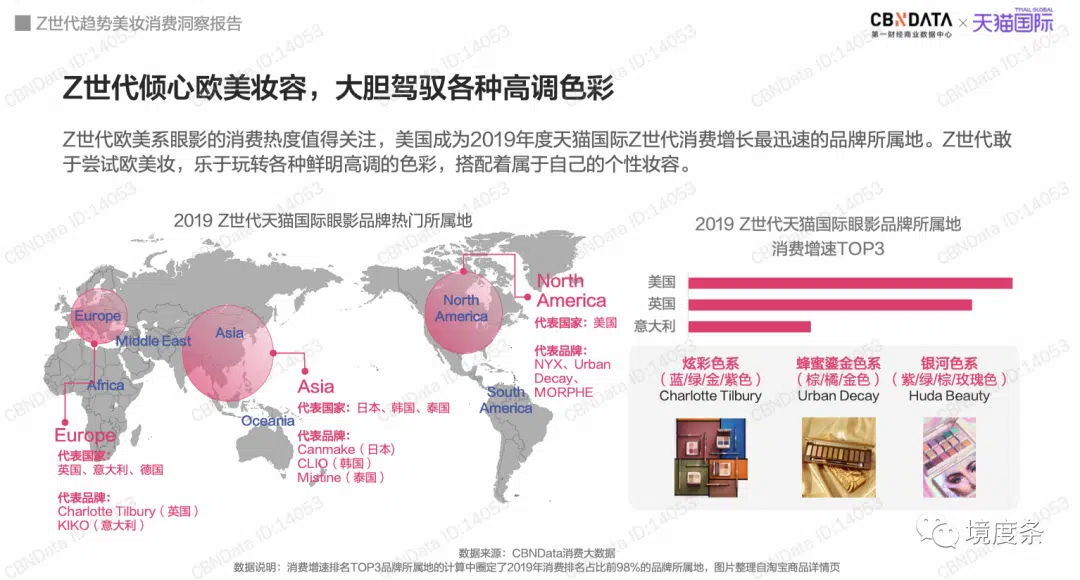 Z世代趋势美妆消费洞察报告
CBNDATA
第一财经商业数据中心
×
TMALL GLOBAL
天猫国际
Z世代倾心欧美妆容，大胆驾驭各种高调色彩
Z世代欧美系眼影的消费热度值得关注，美国成为2019年度天猫国际Z世代消费增长最迅速的品牌所属地。Z世代敢
于尝试欧美妆，乐于玩转各种鲜明高调的色彩，搭配着属于自己的个性妆容。
2019 Z世代天猫国际眼影品牌热门所属地
Europe
Middle East
Africa
Asia
Oceania
North
America
South
America
Europe
代表国家：
英国、意大利、德国
代表品牌：
Charlotte Tilbury（英国）
KIKO（意大利）
Asia
代表国家：日本、韩国、泰国
代表品牌：
Canmake（日本）
CLIO（韩国）
Mistine（泰国）
North
America
代表国家：美国
代表品牌：
NYX、Urban
Decay、
MORPHE
2019 Z世代天猫国际眼影品牌所属地
消费增速TOP3
美国
英国
意大利
炫彩色系
（蓝/绿/金/紫色）
Charlotte Tilbury
蜂蜜鎏金色系
（棕/橘/金色）
Urban Decay
银河色系
（紫/绿/棕/玫瑰色）
Huda Beauty
境度条
数据来源：CBNData消费大数据
数据说明：消费增速排名TOP3品牌所属地的计算中圈定了2019年消费排名占比前98%的品牌所属地，图片整理自淘宝商品详情页
CBNData ID:14053